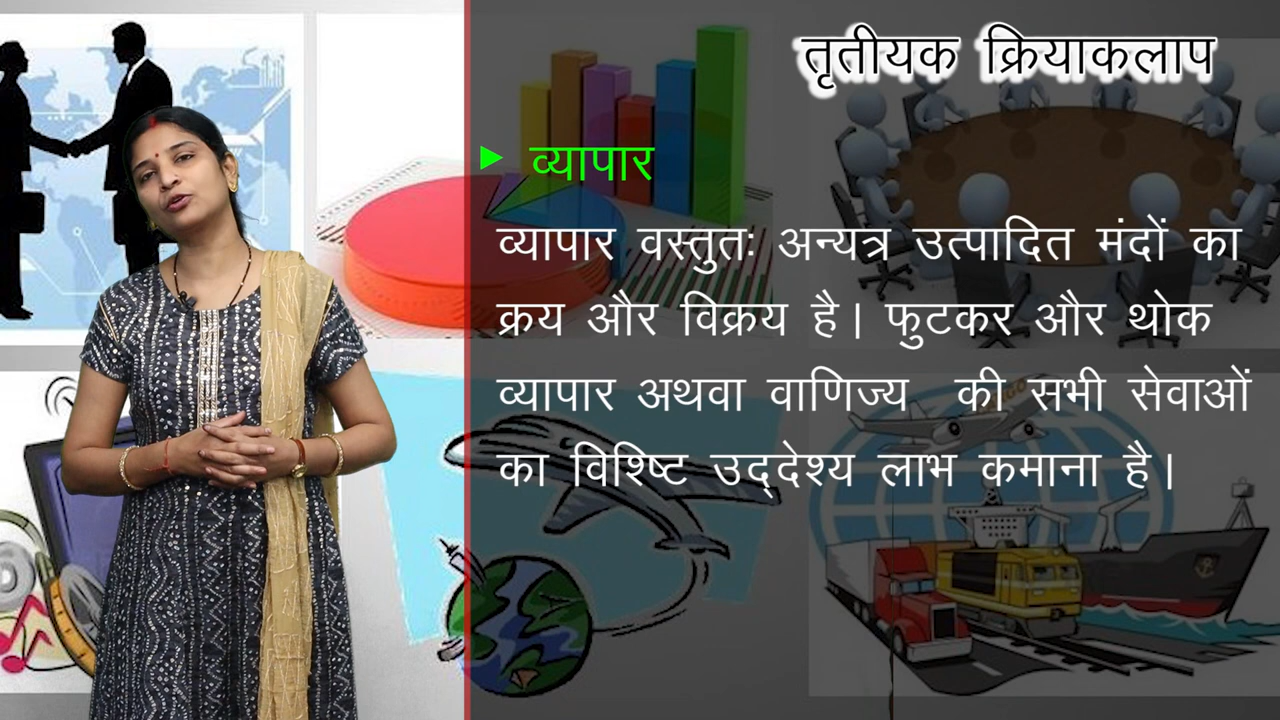 तृतीयक क्रियाकलाप
व्यापार
व्यापार वस्तुतः अन्यत्र उत्पादित मंदों का
क्रय और विक्रय है। फुटकर और थोक
व्यापार अथवा वाणिज्य की सभी सेवाओं
का विशिष्ट उद्देश्य लाभ कमाना है।